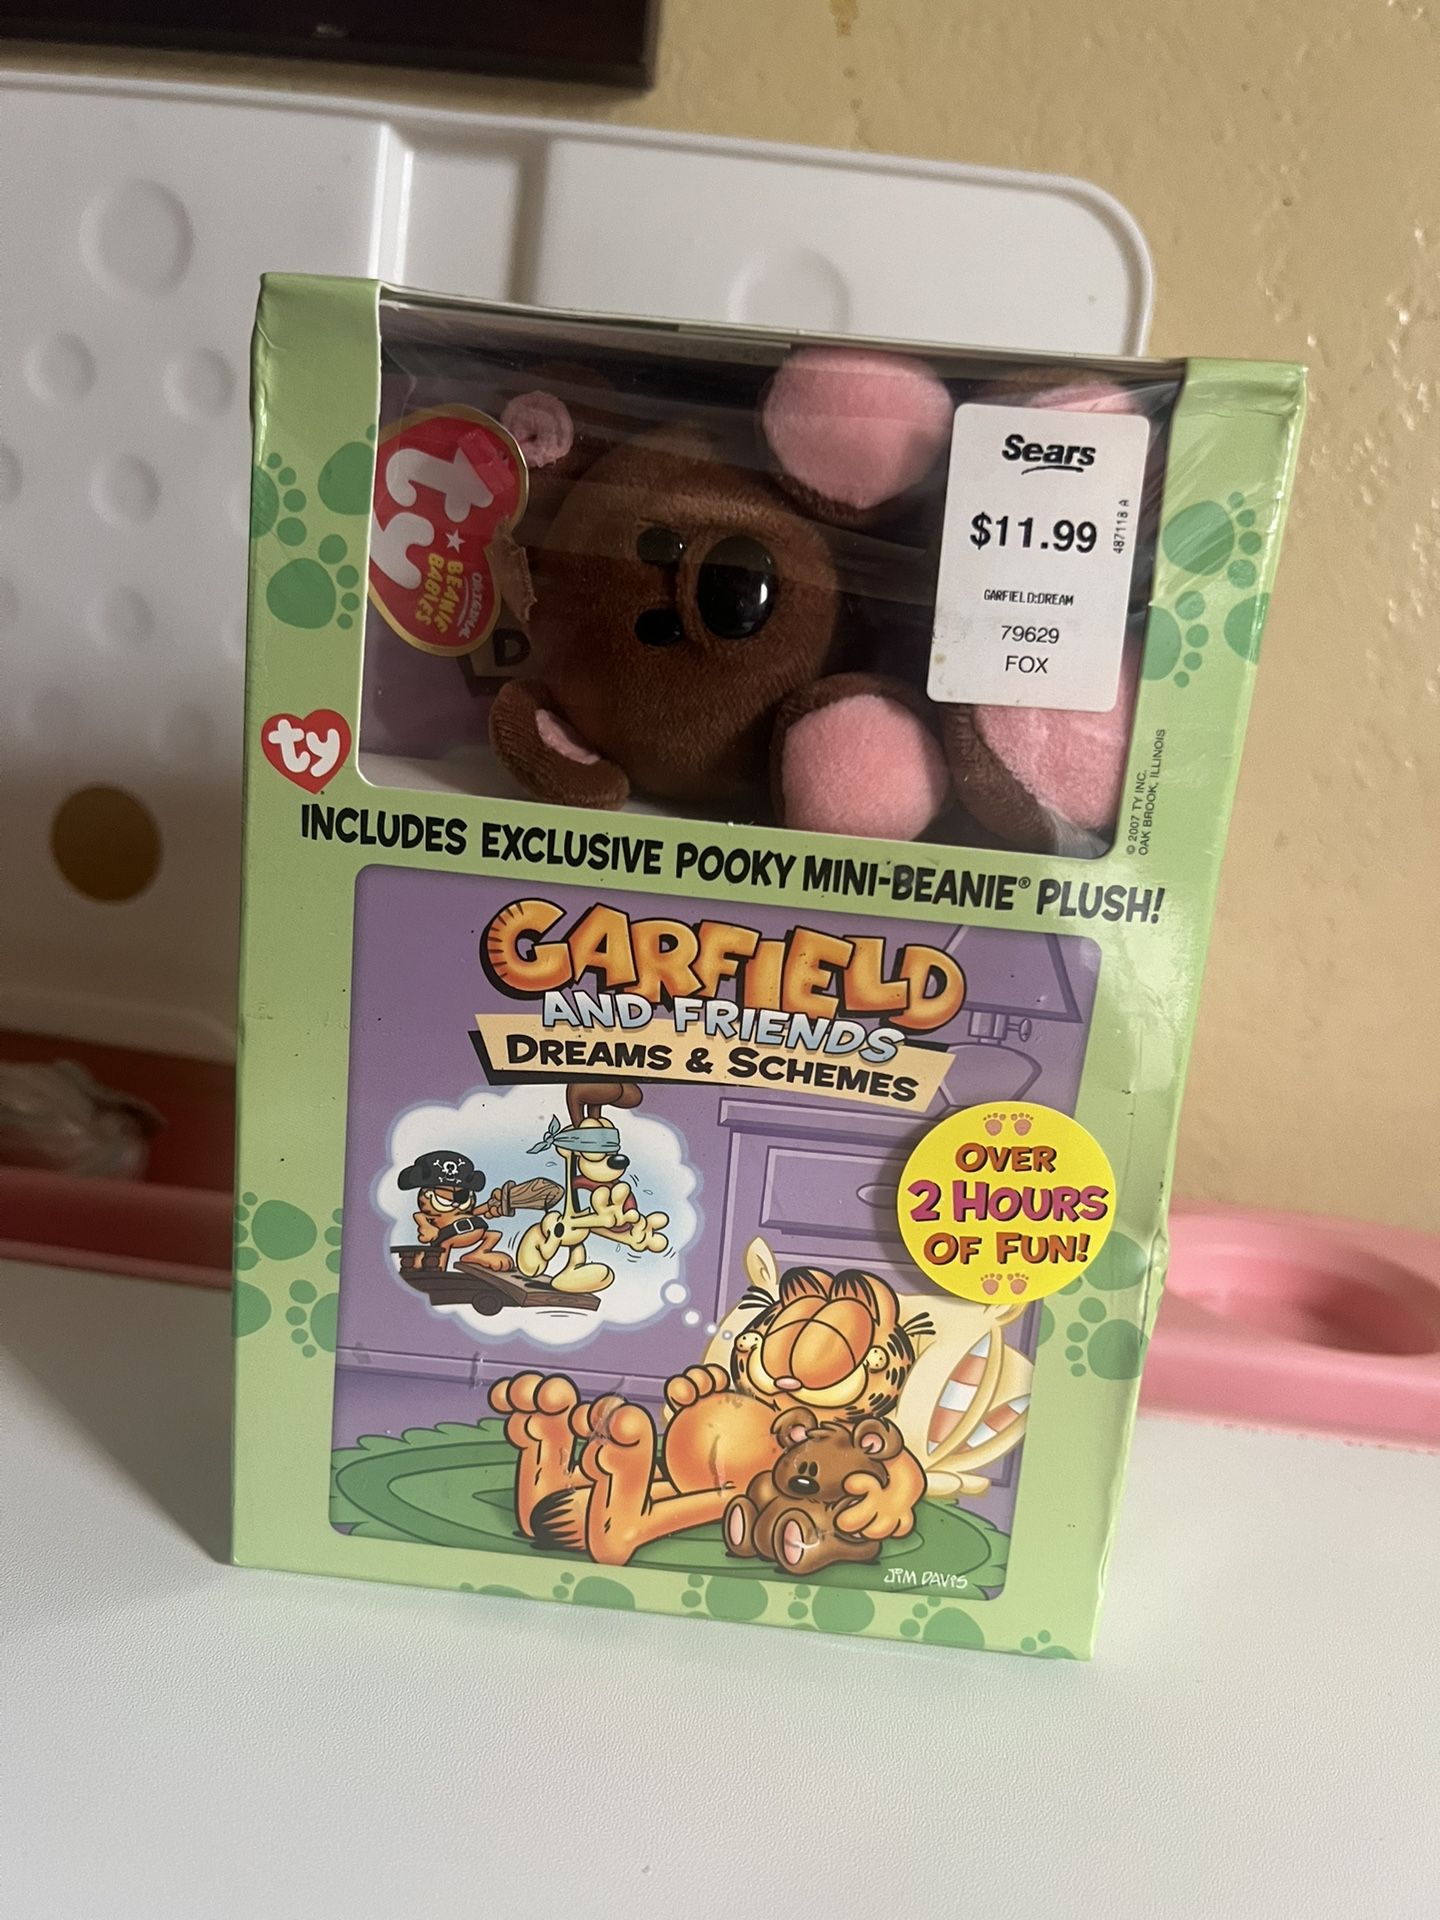 ty
ORIGINAL
BEANIE
BABIES
D
Sears
$11.99
487118 A
GARFIELD:DREAM
79629
FOX
ty
© 2007 TY INC.
OAK BROOK, ILLINOIS
INCLUDES EXCLUSIVE POOKY MINI-BEANIE® PLUSH!
GARFIELD
AND FRIENDS
DREAMS & SCHEMES
OVER
2 HOURS
OF FUN!
JIM DAVIS